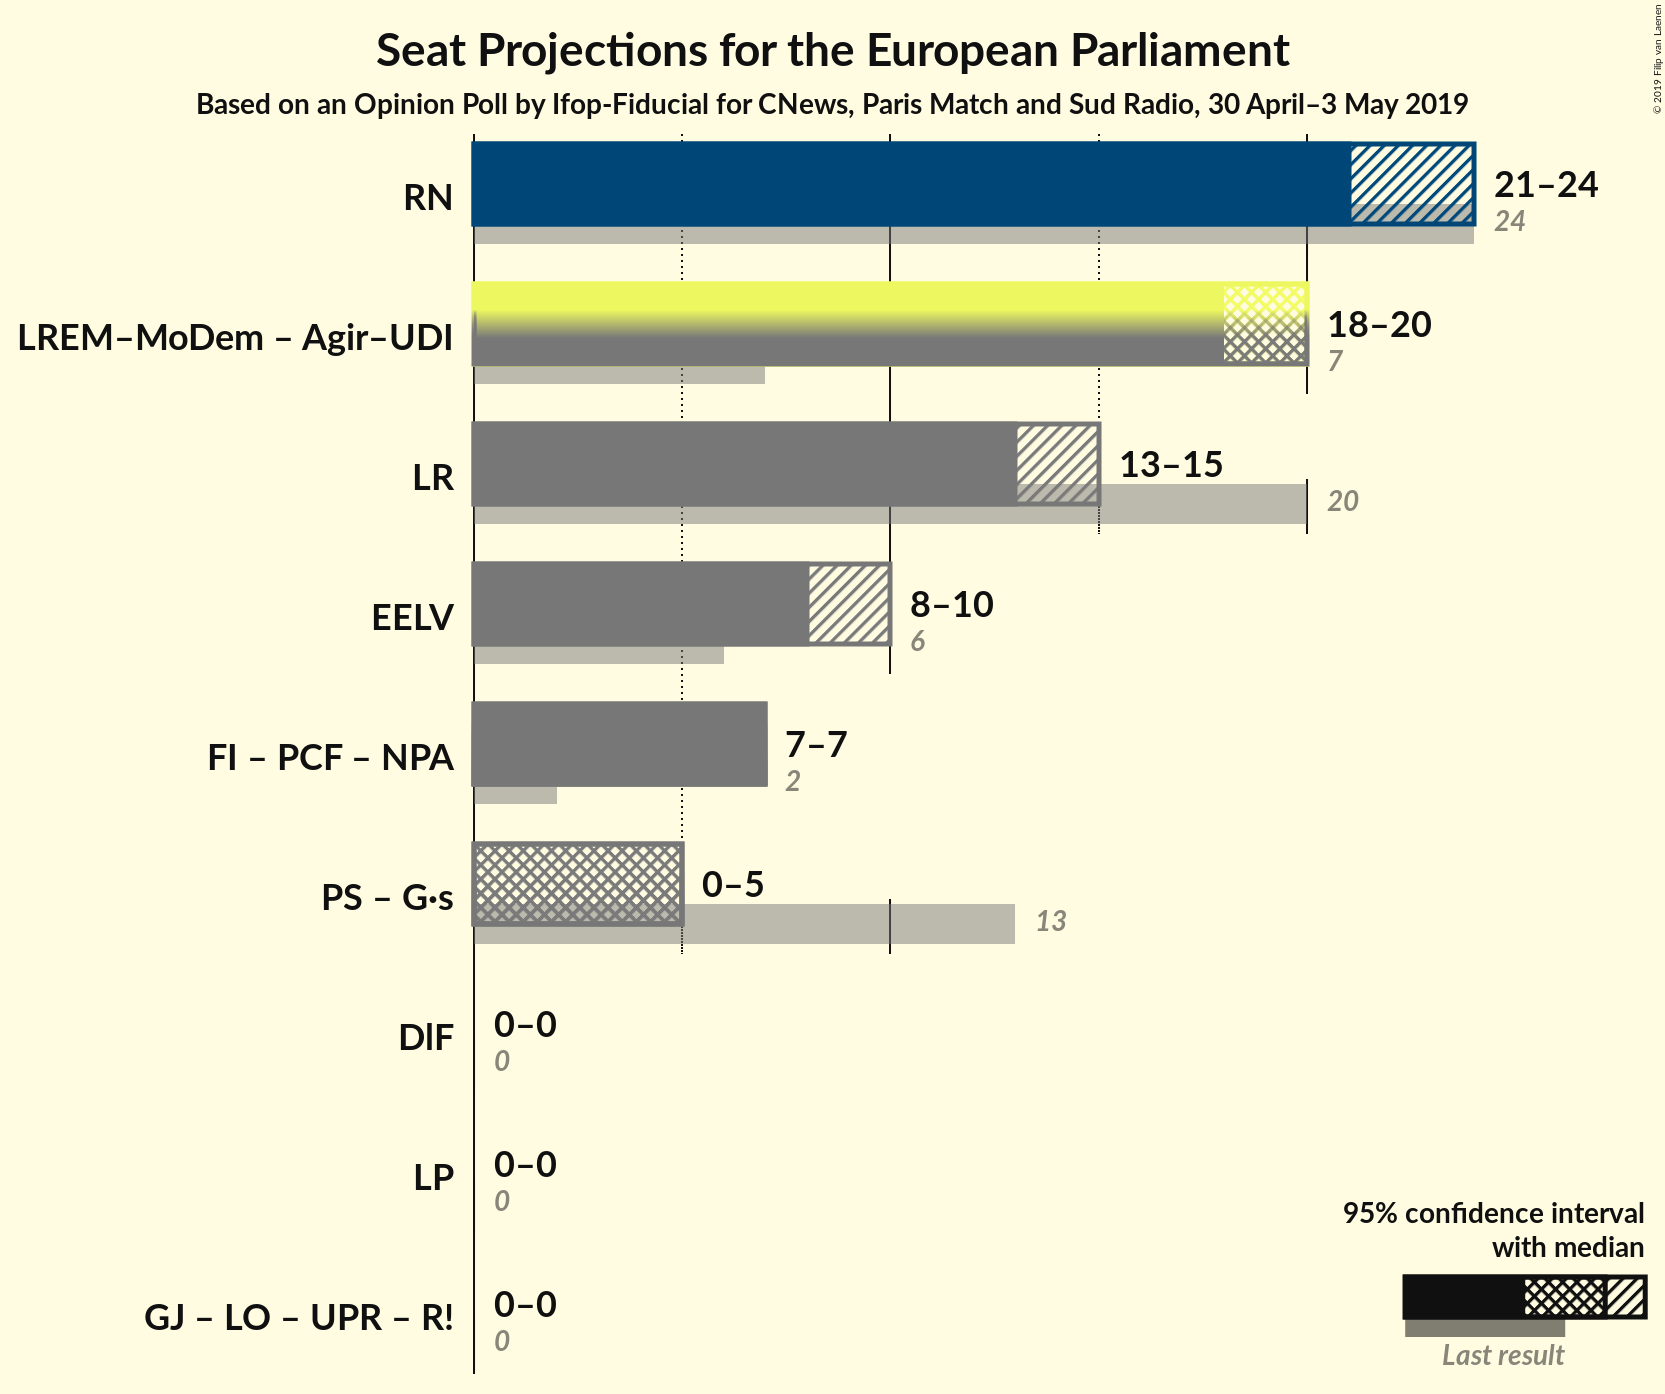 Seat Projections for the European Parliament
Based on an Opinion Poll by Ifop-Fiducial for CNews, Paris Match and Sud Radio, 30 April–3 May 2019
© 2019 Filip van Laenen
RN
21–24
24
LREM–MoDem – Agir–UDI
18–20
7
LR
13–15
20
EELV
8–10
6
FI – PCF – NPA
7–7
2
PS – G·s
0–5
13
DlF
0–0
0
LP
0–0
0
GJ – LO – UPR – R!
0–0
0
95% confidence interval
with median
Last result